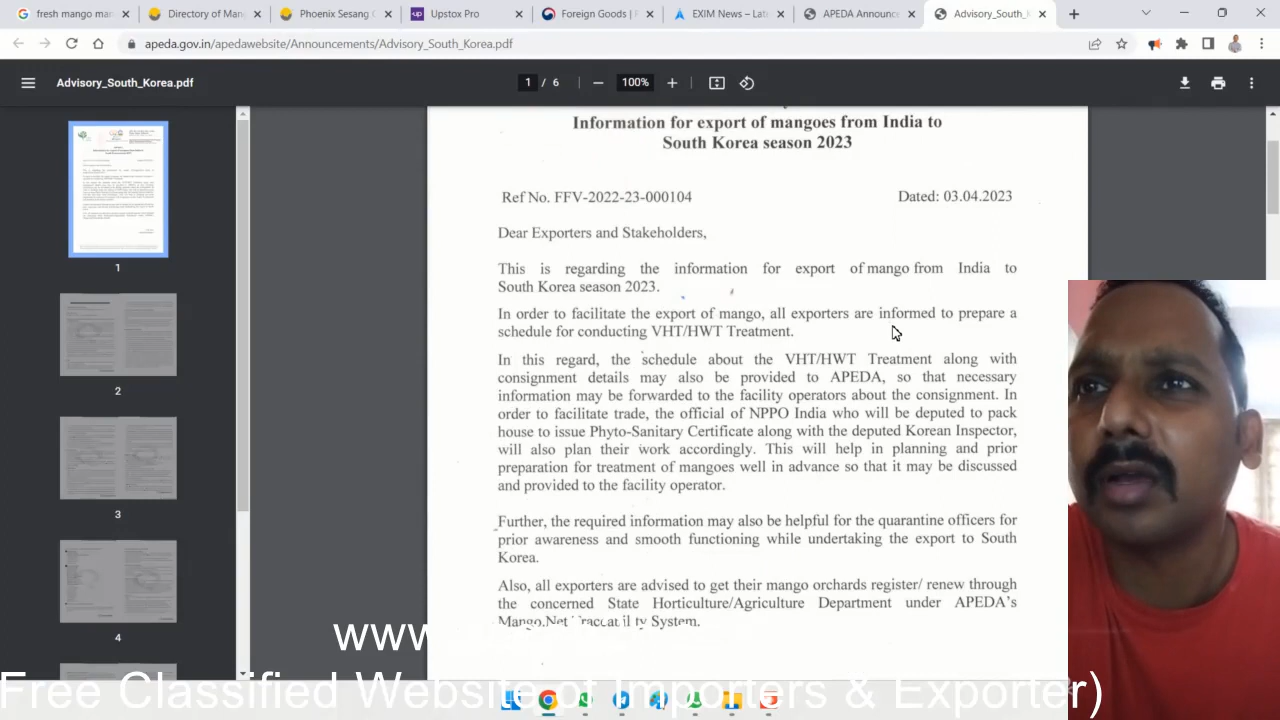 fresh mango mar
Directory of Man
Phoenix Sesang C
Upstox Pro
Foreign Goods | F
EXIM News – Late
APEDA Announce
Advisory_South_K
apeda.gov.in/apedawebsite/Announcements/Advisory_South_Korea.pdf
Advisory_South_Korea.pdf
1 / 6
100%
Information for export of mangoes from India to
South Korea season 2023
Ref No. FFV-2022-23-000104 Dated: 03.04.2023
Dear Exporters and Stakeholders,
This is regarding the information for export of mango from India to
South Korea season 2023.
In order to facilitate the export of mango, all exporters are informed to prepare a
schedule for conducting VHT/HWT Treatment.
In this regard, the schedule about the VHT/HWT Treatment along with
consignment details may also be provided to APEDA, so that necessary
information may be forwarded to the facility operators about the consignment. In
order to facilitate trade, the official of NPPO India who will be deputed to pack
house to issue Phyto-Sanitary Certificate along with the deputed Korean Inspector,
will also plan their work accordingly. This will help in planning and prior
preparation for treatment of mangoes well in advance so that it may be discussed
and provided to the facility operator.
Further, the required information may also be helpful for the quarantine officers for
prior awareness and smooth functioning while undertaking the export to South
Korea.
Also, all exporters are advised to get their mango orchards register/ renew through
the concerned State Horticulture/Agriculture Department under APEDA's
Mango.Net Traceability System.
1
2
3
4
www
Free Classified Website of Importers & Exporter)